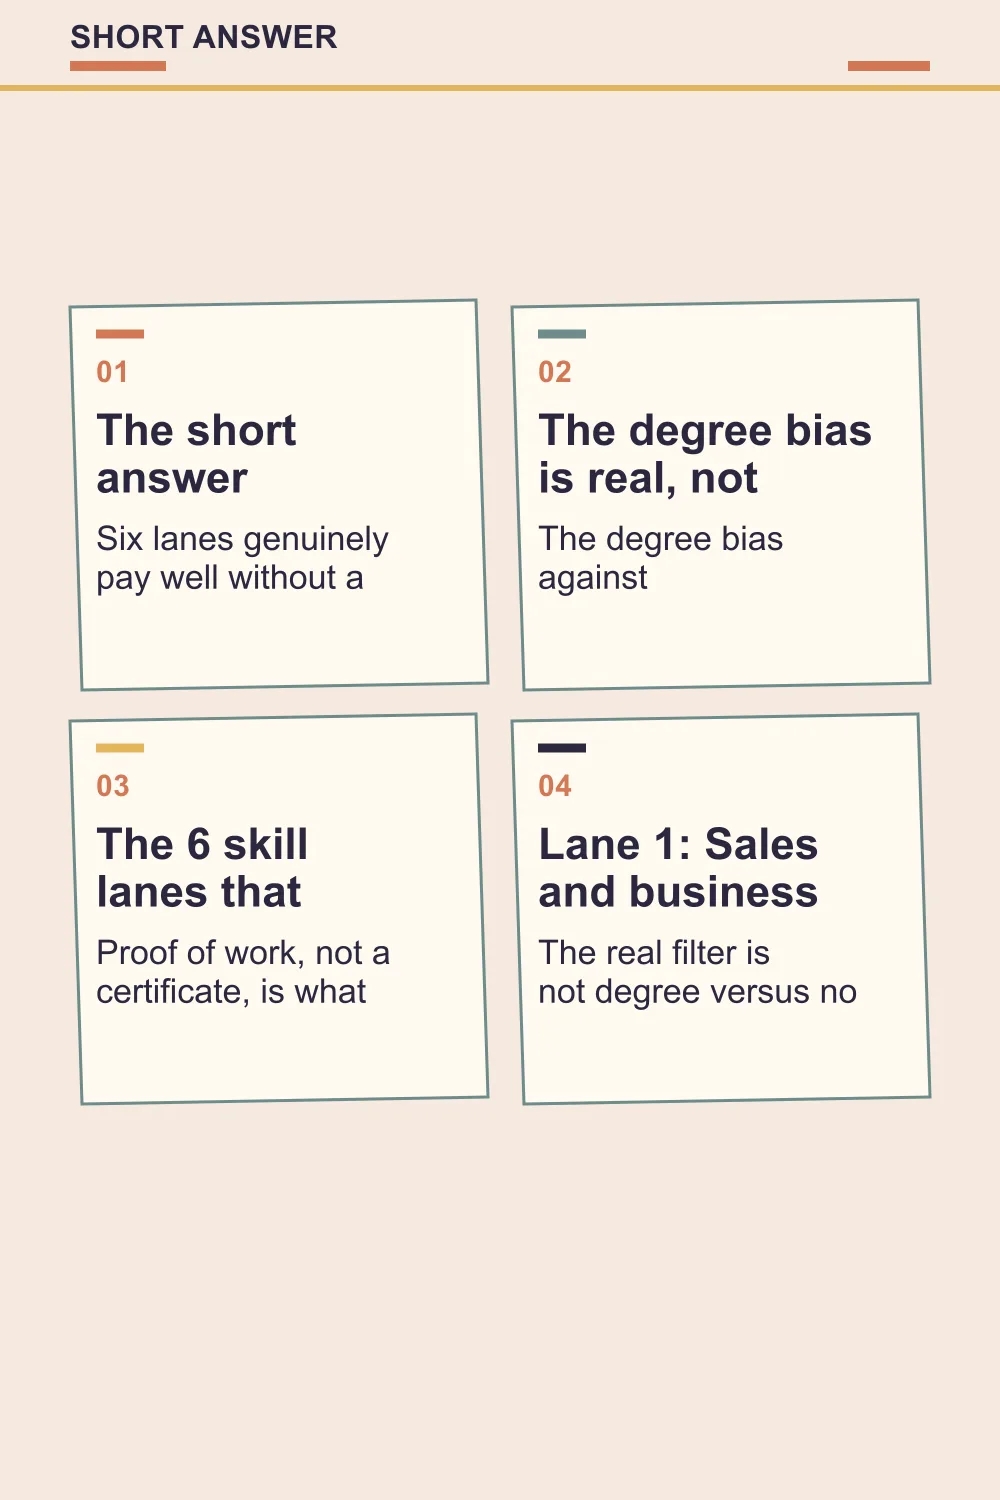 SHORT ANSWER
01
The short
answer
Six lanes genuinely
pay well without a
02
The degree bias
is real, not
The degree bias
against
03
The 6 skill
lanes that
Proof of work, not a
certificate, is what
04
Lane 1: Sales
and business
The real filter is
not degree versus no